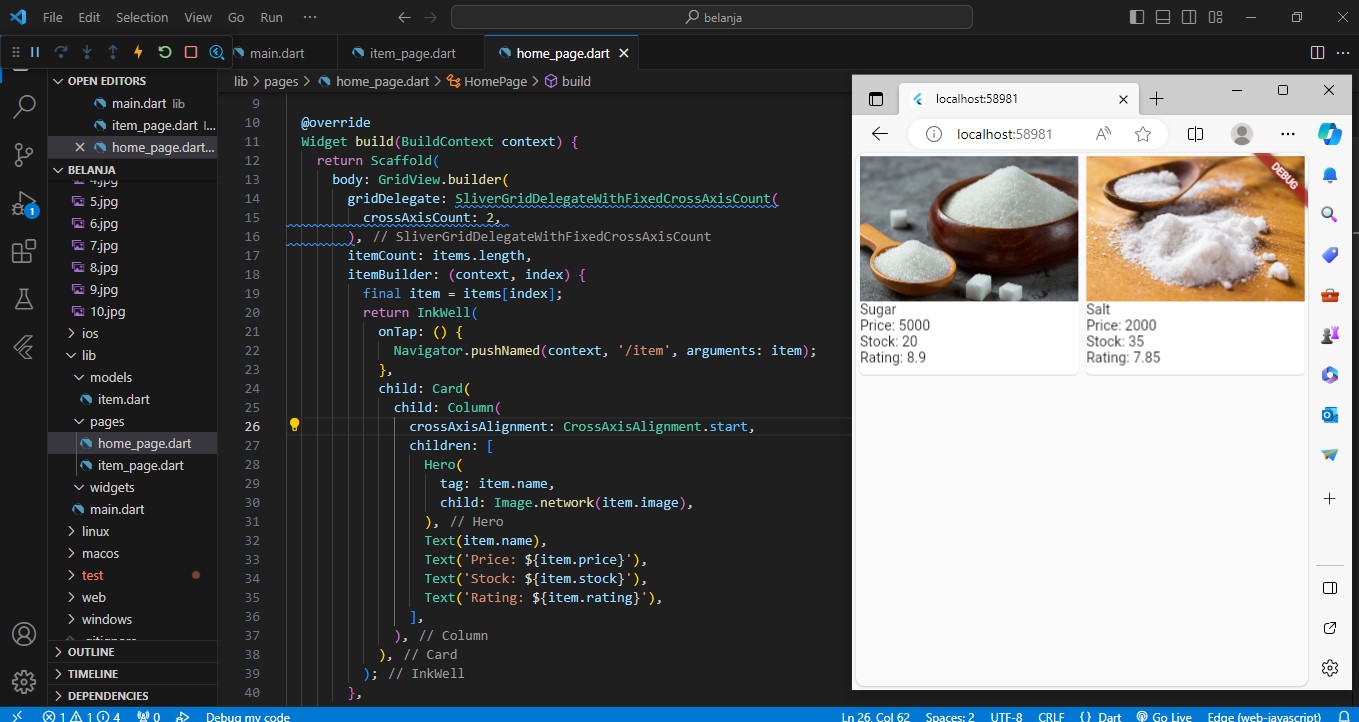 File Edit Selection View Go Run ···
belanja
main.dart
item_page.dart
home_page.dart
OPEN EDITORS
main.dart lib
item_page.dart l...
home_page.dart...
BELANJA
4.jpg
5.jpg
6.jpg
7.jpg
8.jpg
9.jpg
10.jpg
ios
lib
models
item.dart
pages
home_page.dart
item_page.dart
widgets
main.dart
linux
macos
test
web
windows
.gitignore
OUTLINE
TIMELINE
DEPENDENCIES
lib > pages > home_page.dart > HomePage > build
9
10 @override
11 Widget build(BuildContext context) {
12 return Scaffold(
13 body: GridView.builder(
14 gridDelegate: SliverGridDelegateWithFixedCrossAxisCount(
15 crossAxisCount: 2,
16 ), // SliverGridDelegateWithFixedCrossAxisCount
17 itemCount: items.length,
18 itemBuilder: (context, index) {
19 final item = items[index];
20 return InkWell(
21 onTap: () {
22 Navigator.pushNamed(context, '/item', arguments: item);
23 },
24 child: Card(
25 child: Column(
26 crossAxisAlignment: CrossAxisAlignment.start,
27 children: [
28 Hero(
29 tag: item.name,
30 child: Image.network(item.image),
31 ), // Hero
32 Text(item.name),
33 Text('Price: ${item.price}'),
34 Text('Stock: ${item.stock}'),
35 Text('Rating: ${item.rating}'),
36 ],
37 ), // Column
38 ), // Card
39 ); // InkWell
40 },
localhost:58981
localhost:58981
DEBUG
Sugar
Price: 5000
Stock: 20
Rating: 8.9
Salt
Price: 2000
Stock: 35
Rating: 7.85
1
1 1 4 0 Debug my code
Ln 26, Col 62 Spaces: 2 UTF-8 CRLF {} Dart Go Live Edge (web-javascript)